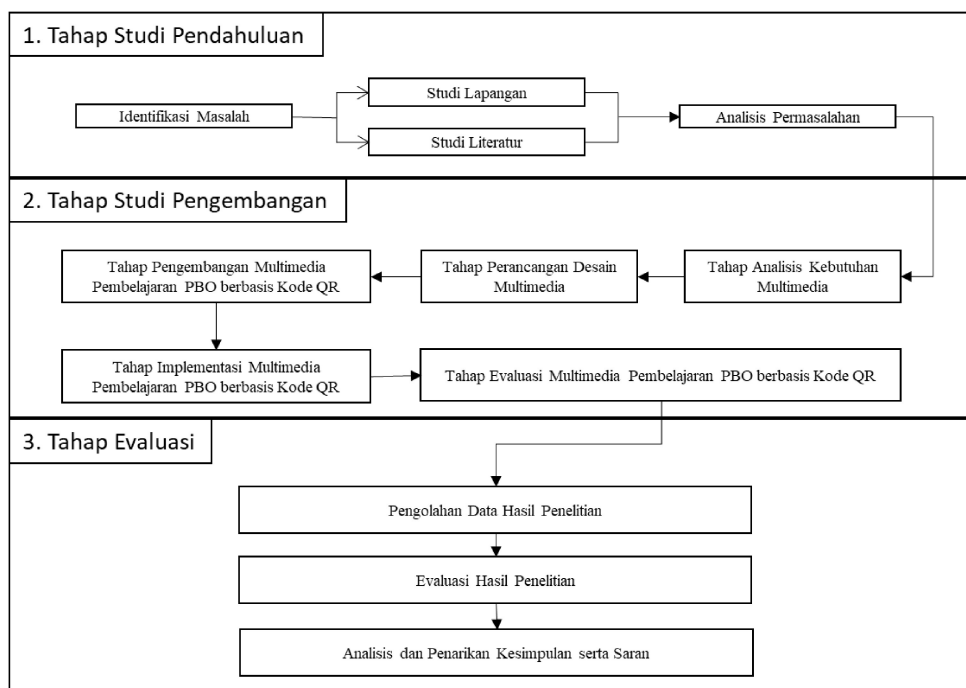 1. Tahap Studi Pendahuluan
Identifikasi Masalah
Studi Lapangan
Studi Literatur
Analisis Permasalahan
2. Tahap Studi Pengembangan
Tahap Analisis Kebutuhan
Multimedia
Tahap Perancangan Desain
Multimedia
Tahap Pengembangan Multimedia
Pembelajaran PBO berbasis Kode QR
Tahap Implementasi Multimedia
Pembelajaran PBO berbasis Kode QR
Tahap Evaluasi Multimedia Pembelajaran PBO berbasis Kode QR
3. Tahap Evaluasi
Pengolahan Data Hasil Penelitian
Evaluasi Hasil Penelitian
Analisis dan Penarikan Kesimpulan serta Saran